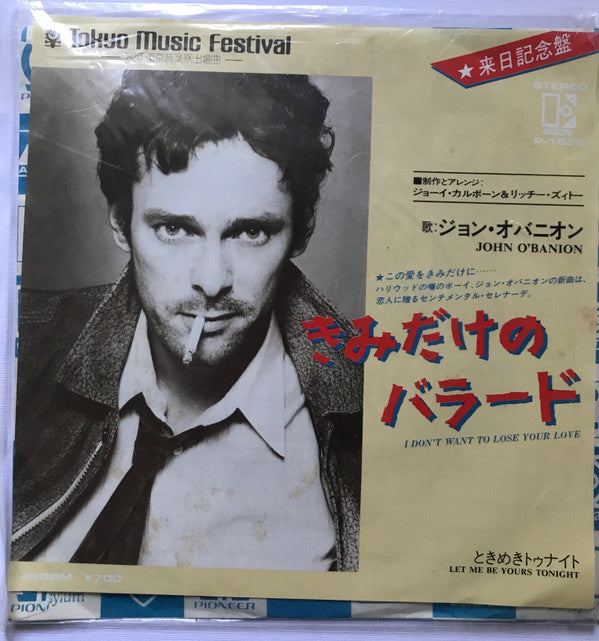 Tokyo Music Festival
★来日記念盤
STEREO
elektra
P-1622
■制作とアレンジ:
ジョーイ・カルボーン&リッチー・ズィトー
歌:ジョン・オバニオン
JOHN O'BANION
★この愛をきみだけに……
ハリウッドの噂のボーイ、ジョン・オバニオンの新曲は、
恋人に贈るセンチメンタル・セレナーデ。
きみだけの
バラード
I DON'T WANT TO LOSE YOUR LOVE
ときめきトゥナイト
LET ME BE YOURS TONIGHT
45RPM ¥700
PIONEER